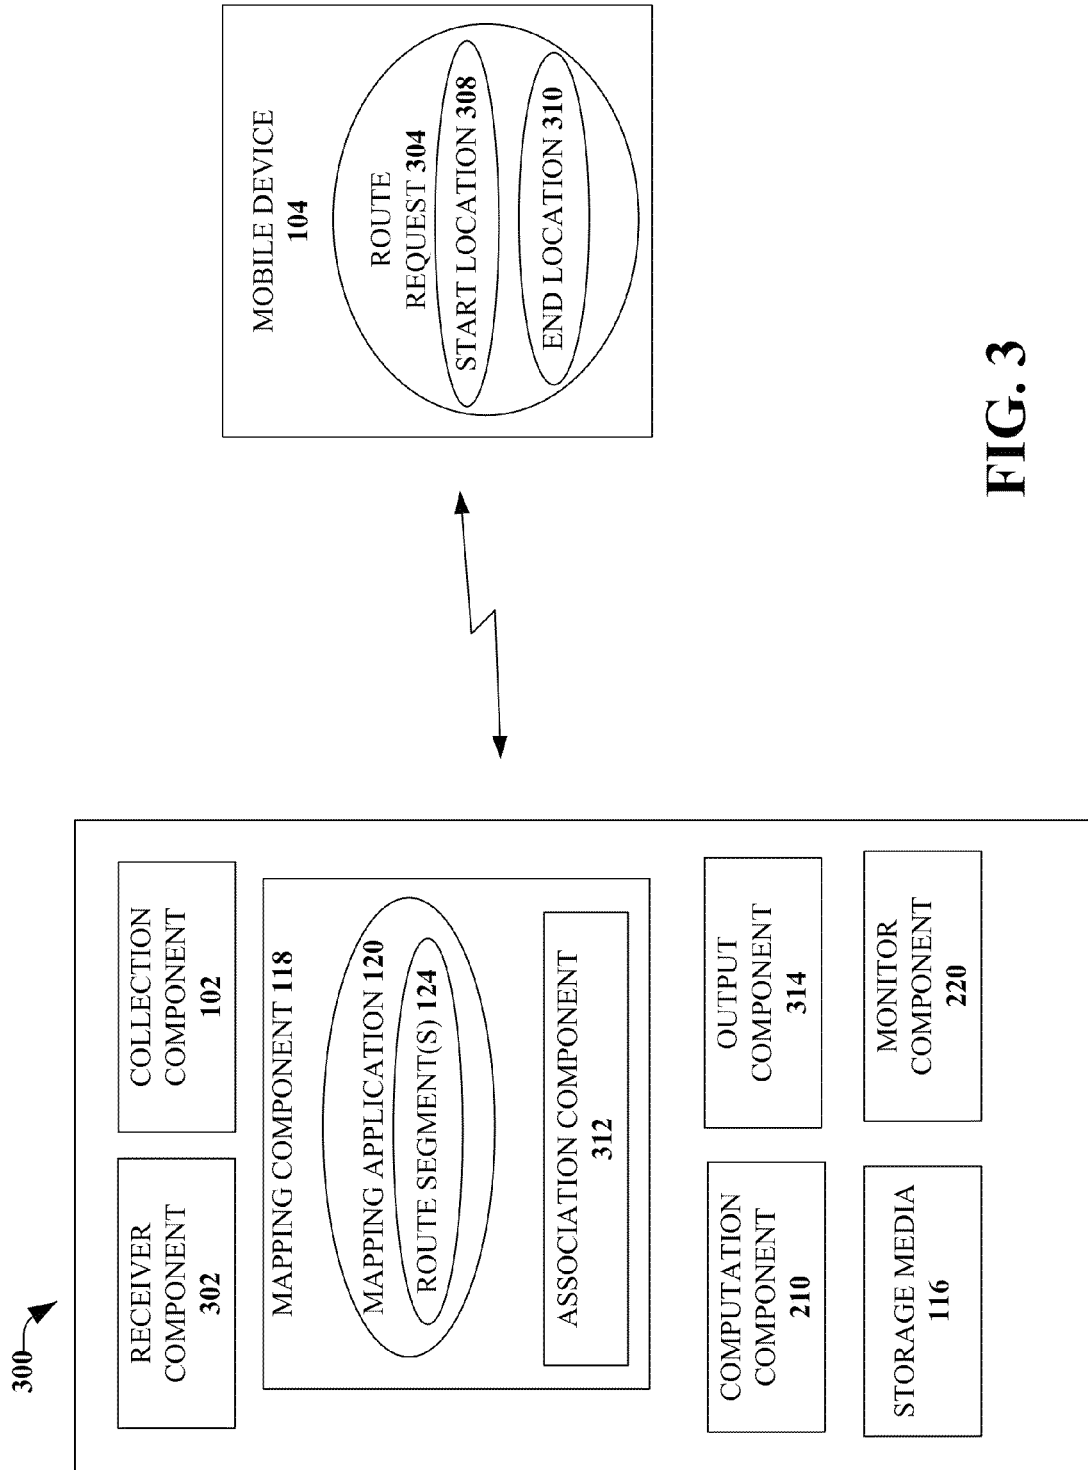 300
RECEIVER
COMPONENT
302
COLLECTION
COMPONENT
102
MAPPING COMPONENT 118
MAPPING APPLICATION 120
ROUTE SEGMENT(S) 124
ASSOCIATION COMPONENT
312
COMPUTATION
COMPONENT
210
OUTPUT
COMPONENT
314
STORAGE MEDIA
116
MONITOR
COMPONENT
220
MOBILE DEVICE
104
ROUTE
REQUEST 304
START LOCATION 308
END LOCATION 310
FIG. 3